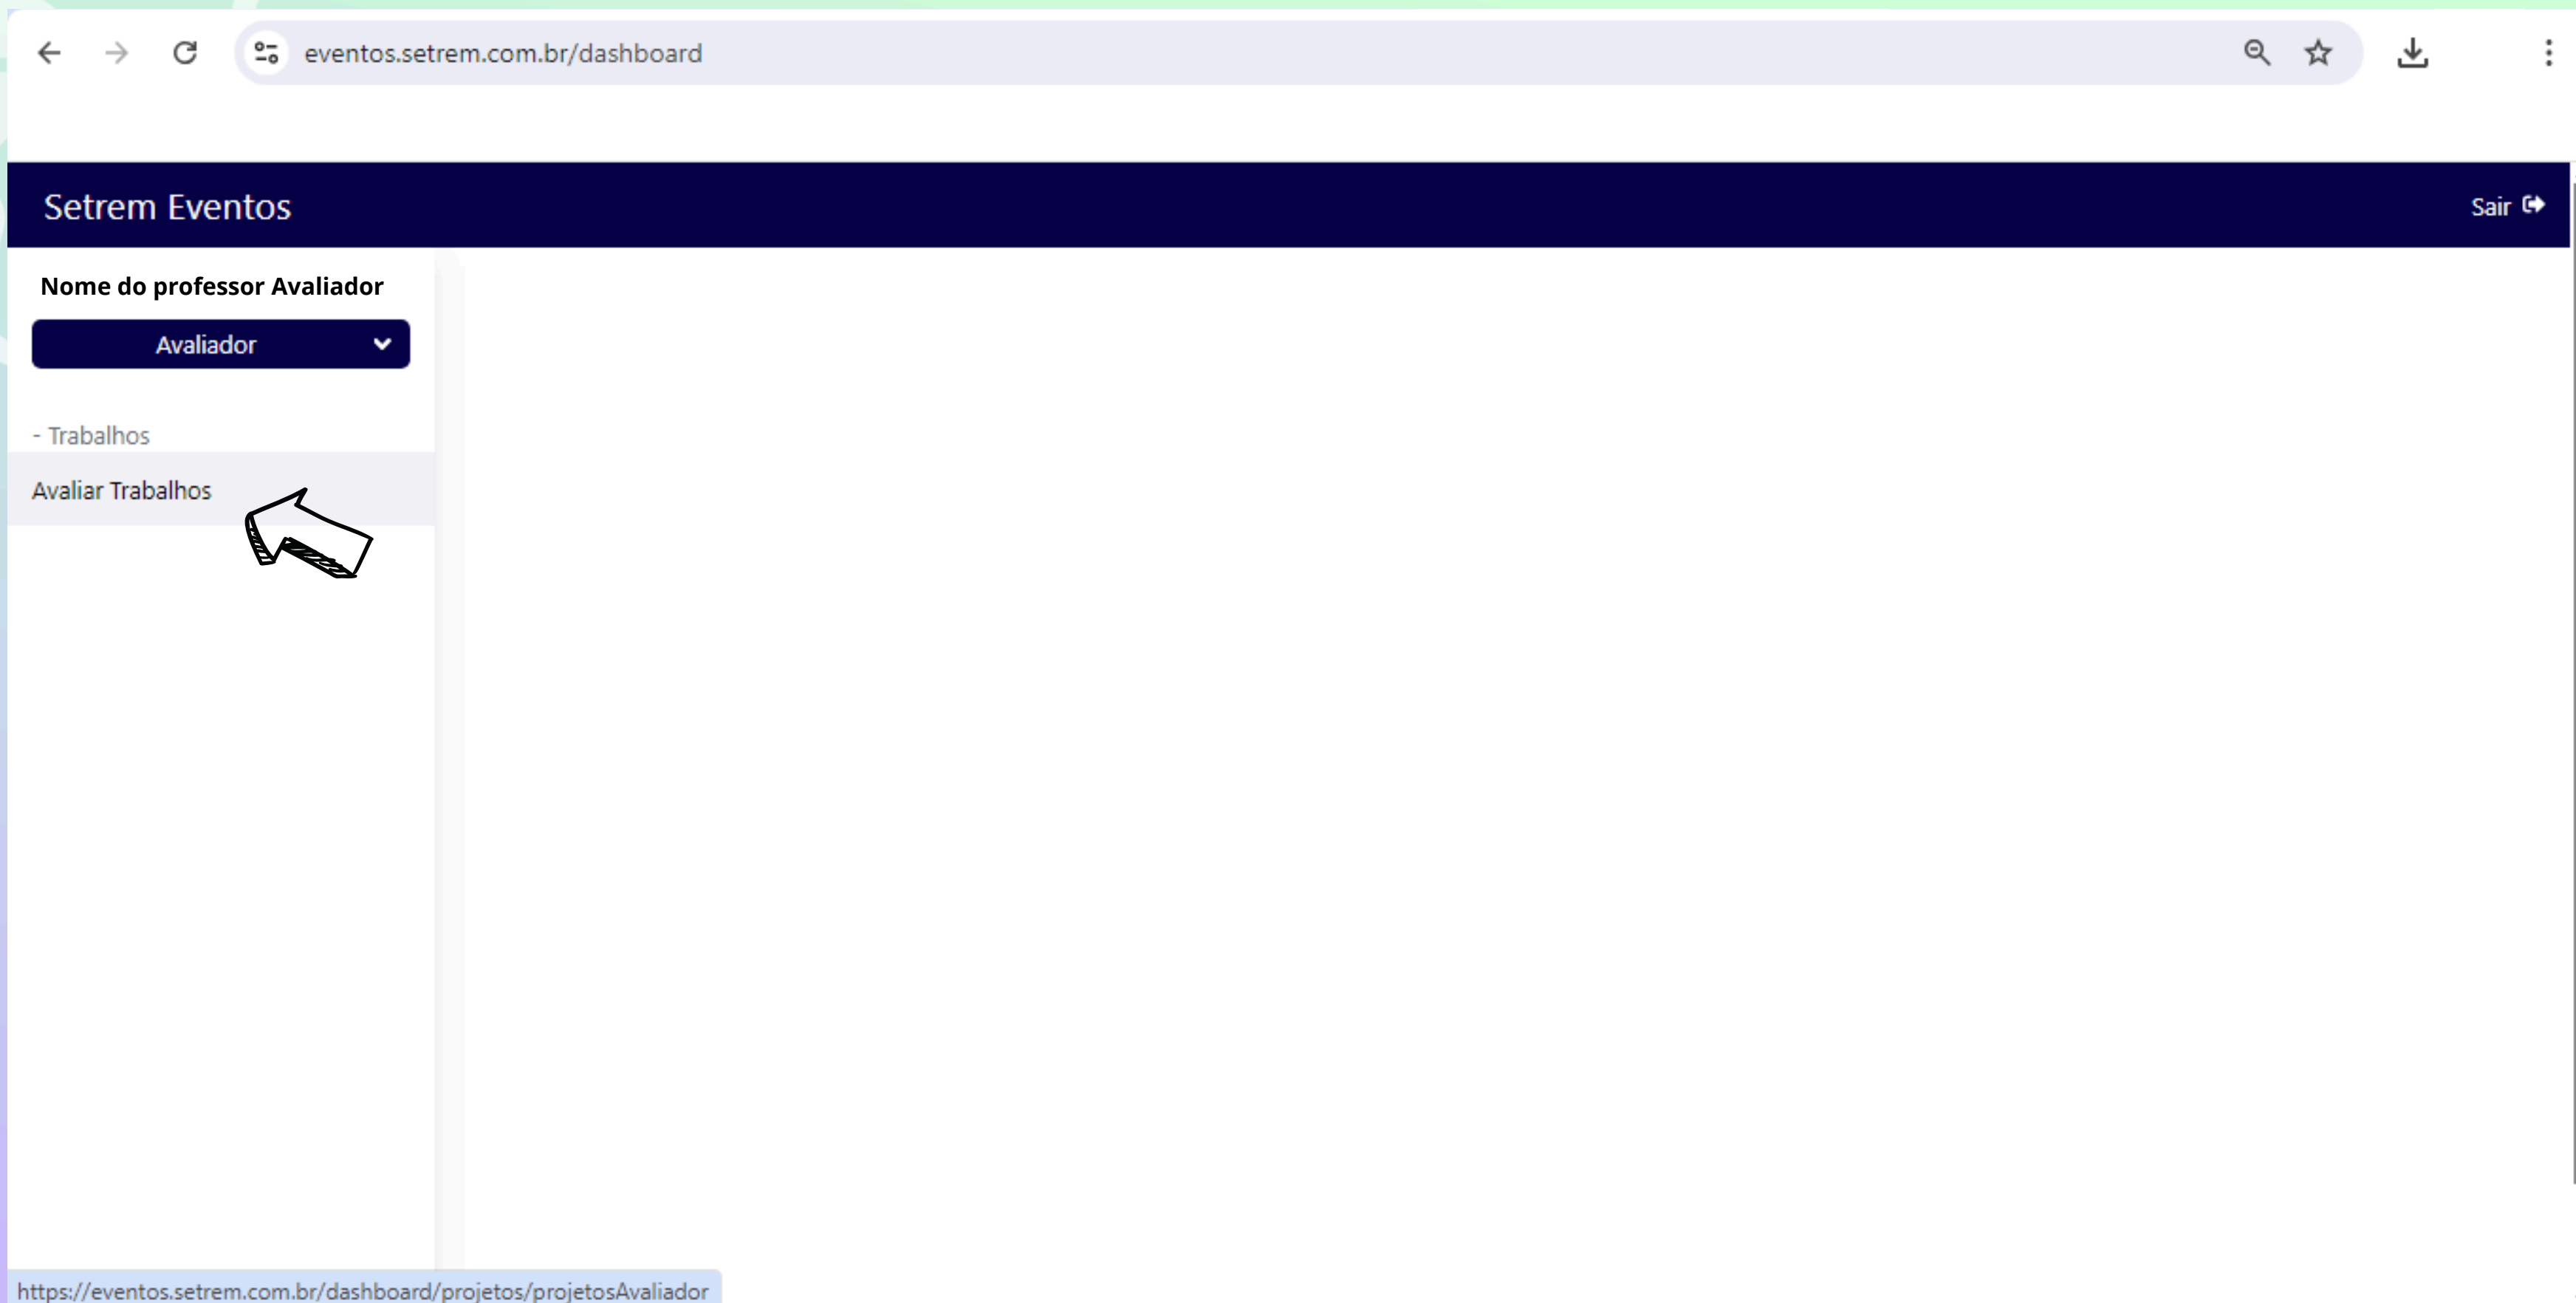 eventos.setrem.com.br/dashboard
Setrem Eventos
Sair
Nome do professor Avaliador
Avaliador
- Trabalhos
Avaliar Trabalhos
https://eventos.setrem.com.br/dashboard/projetos/projetosAvaliador